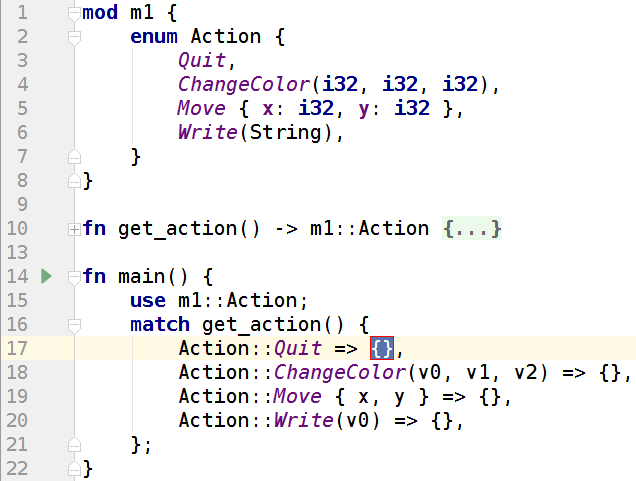 1 mod m1 {
2     enum Action {
3         Quit,
4         ChangeColor(i32, i32, i32),
5         Move { x: i32, y: i32 },
6         Write(String),
7     }
8 }
9
10 fn get_action() -> m1::Action {...}
13
14 fn main() {
15     use m1::Action;
16     match get_action() {
17         Action::Quit => {},
18         Action::ChangeColor(v0, v1, v2) => {},
19         Action::Move { x, y } => {},
20         Action::Write(v0) => {},
21     };
22 }